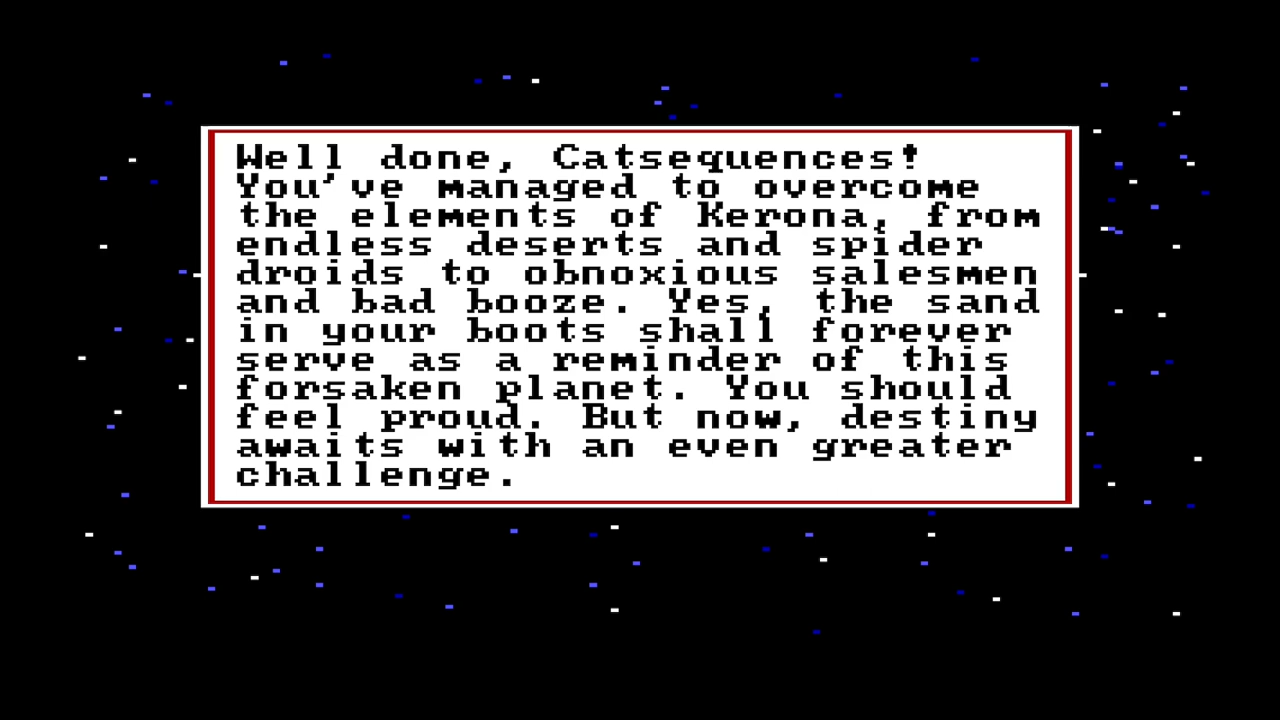 Well done, Catsequences!
You've managed to overcome
the elements of Kerona, from
endless deserts and spider
droids to obnoxious salesmen
and bad booze. Yes, the sand
in your boots shall forever
serve as a reminder of this
forsaken planet. You should
feel proud. But now, destiny
awaits with an even greater
challenge.